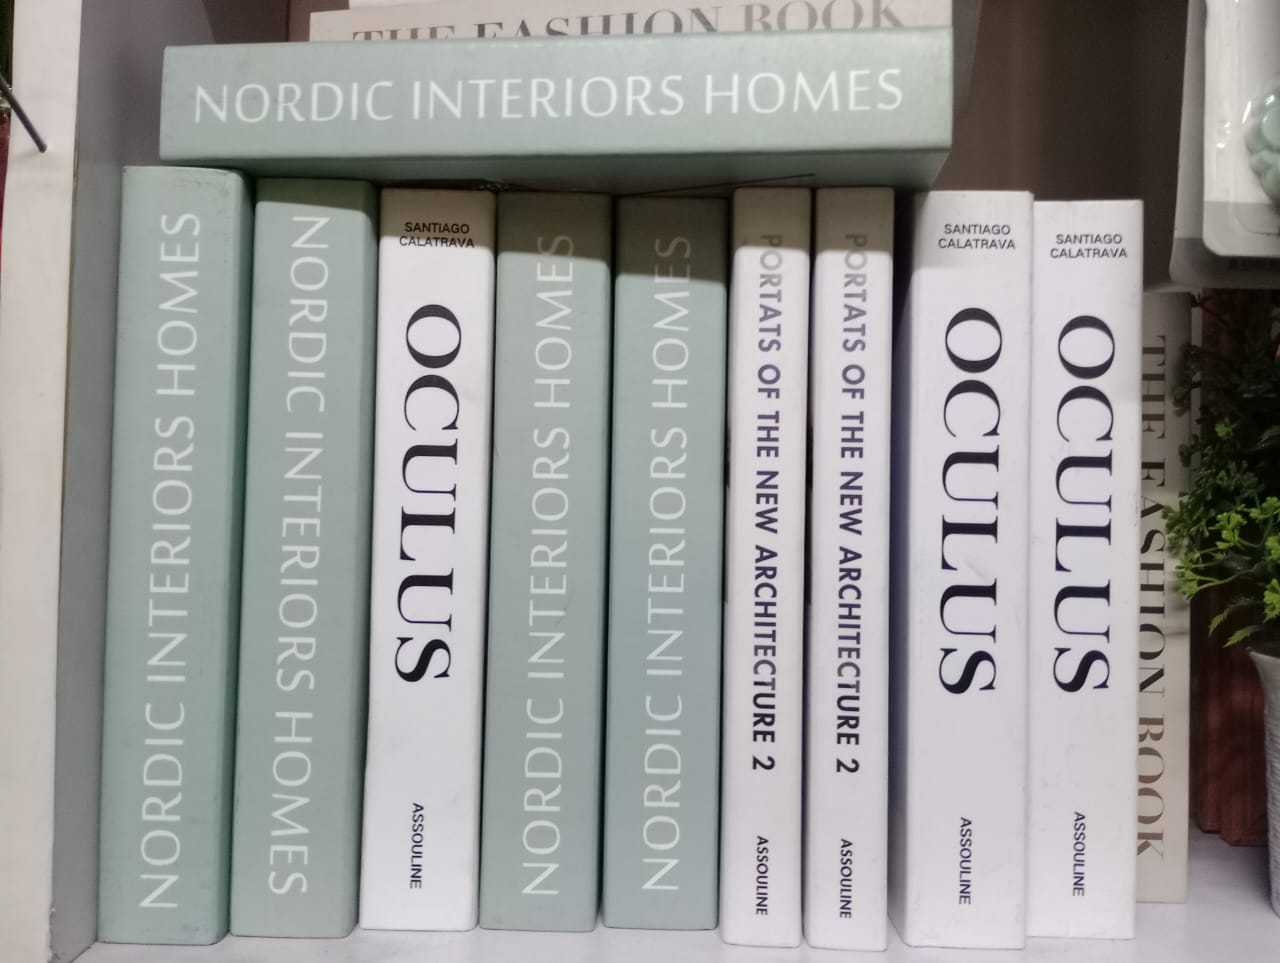 THE FASHION BOOK
NORDIC INTERIORS HOMES
NORDIC INTERIORS HOMES
NORDIC INTERIORS HOMES
SANTIAGO
CALATRAVA
OCULUS
ASSOULINE
NORDIC INTERIORS HOMES
NORDIC INTERIORS HOMES
PORTATS OF THE NEW ARCHITECTURE 2
ASSOULINE
PORTATS OF THE NEW ARCHITECTURE 2
ASSOULINE
SANTIAGO
CALATRAVA
OCULUS
ASSOULINE
SANTIAGO
CALATRAVA
OCULUS
ASSOULINE
THE FASHION BOOK